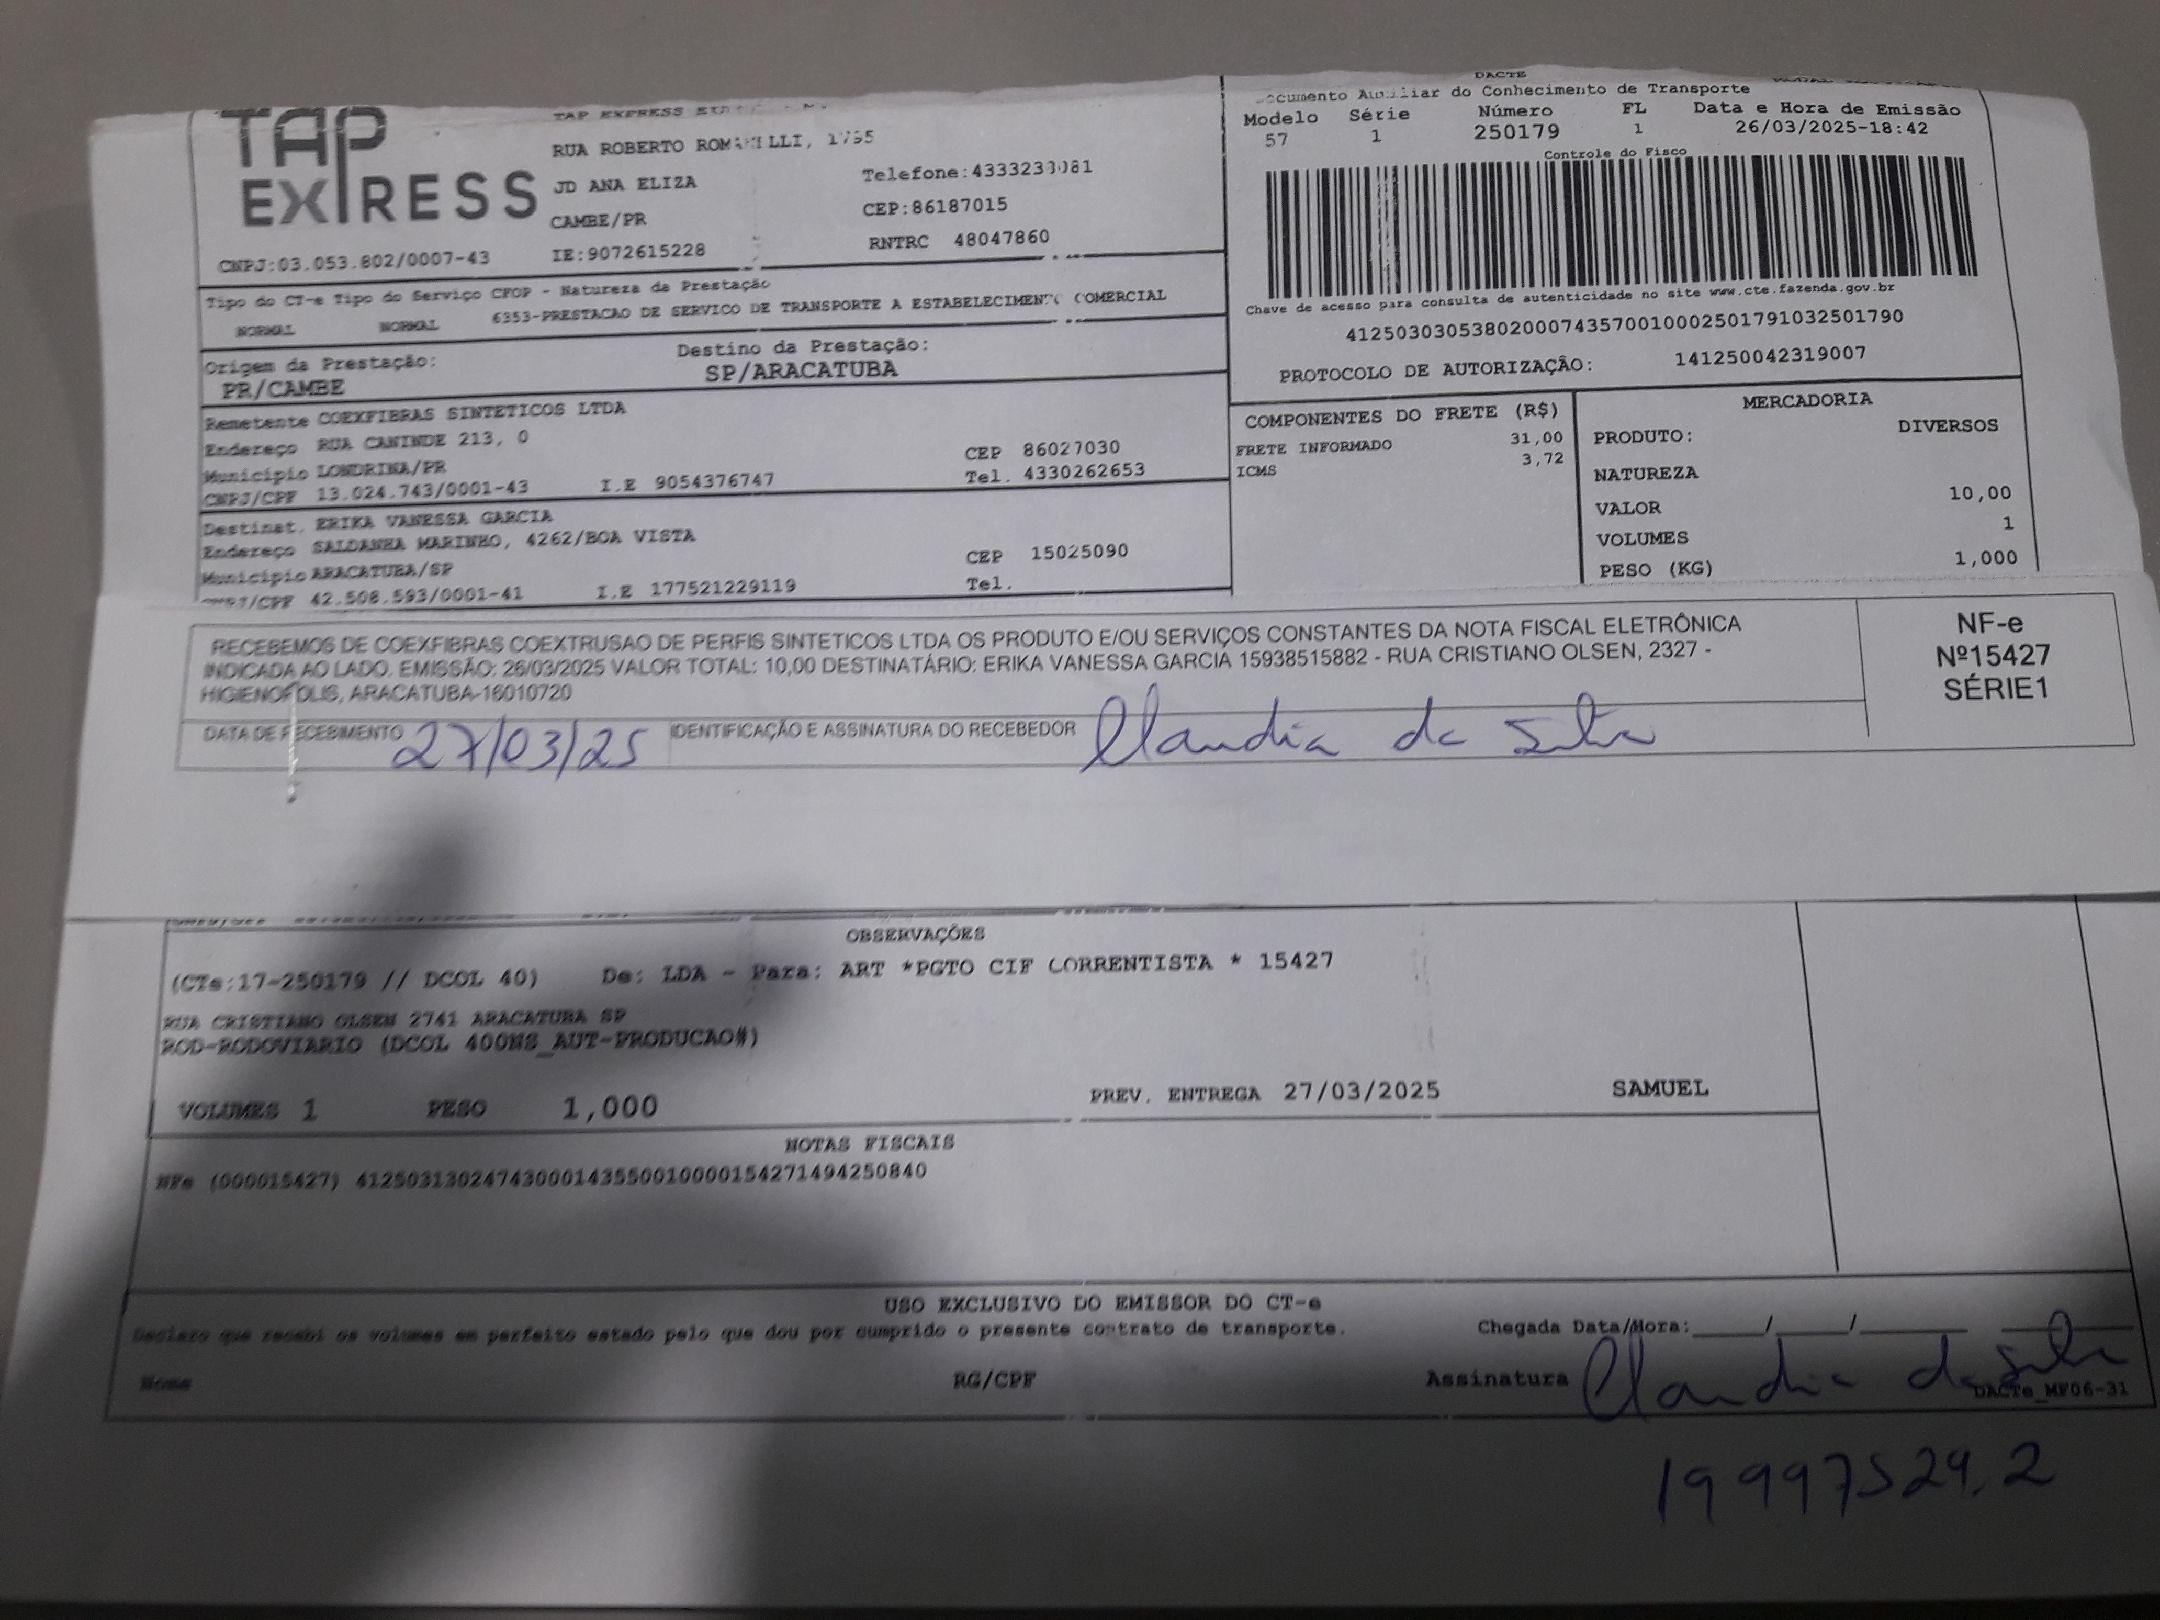 TAP
EXPRESS
CNPJ:03.053.802/0007-43
TAP EXPRESS
RUA ROBERTO
JD ANA ELIZA
CAMBE/PR
IE:9072615228
CEP:86187015
RNTRC 48047860
Tipo do CT-e Tipo do Serviço CFOP - Natureza da Prestação
NORMAL NORMAL 6353-PRESTACAO DE SERVICO DE TRANSPORTE A ESTABELECIMENTO COMERCIAL
Origem da Prestação: Destino da Prestação:
PR/CAMBE SP/ARACATUBA
Remetente COEXFIBRAS SINTETICOS LTDA
Endereço RUA CANINDE 213, 0 CEP 86027030
Município LONDRINA/PR Tel. 4330262653
CNPJ/CPF 13.024.743/0001-43 I.E 9054376747
Destinat. ERIKA VANESSA GARCIA
Endereço SALDANHA MARINHO, 4262/BOA VISTA CEP 15025090
Município ARACATUBA/SP Tel.
CNPJ/CPF 42.508.593/0001-41 I.E 177521229119
DACTE
Documento Auxiliar do Conhecimento de Transporte
Modelo Série Número FL Data e Hora de Emissão
57 1 250179 1 26/03/2025-18:42
Controle do Fisco
Chave de acesso para consulta de autenticidade no site www.cte.fazenda.gov.br
41250303053802000743570010002501791032501790
PROTOCOLO DE AUTORIZAÇÂO: 141250042319007
COMPONENTES DO FRETE (R$)
FRETE INFORMADO 31,00
ICMS 3,72
MERCADORIA
PRODUTO: DIVERSOS
NATUREZA
VALOR 10,00
VOLUMES 1
PESO (KG) 1,000
RECEBEMOS DE COEXFIBRAS COEXTRUSAO DE PERFIS SINTETICOS LTDA OS PRODUTO E/OU SERVIÇOS CONSTANTES DA NOTA FISCAL ELETRÔNICA
INDICADA AO LADO. EMISSÃO: 26/03/2025 VALOR TOTAL: 10,00 DESTINATÁRIO: ERIKA VANESSA GARCIA 15938515882 - RUA CRISTIANO OLSEN, 2327 -
HIGIENOPOLIS, ARACATUBA-16010720
NF-e
Nº15427
SÉRIE1
DATA DE RECEBIMENTO 27/03/25 IDENTIFICAÇÃO E ASSINATURA DO RECEBEDOR Claudia da Silva
OBSERVAÇÕES
(CTe:17-250179 // DCOL 40) De: LDA - Para: ART *PGTO CIF CORRENTISTA * 15427
RUA CRISTIANO OLSEN 2741 ARACATUBA SP
ROD-RODOVIARIO (DCOL 400NS_AUT-PRODUCAO#)
VOLUMES 1 PESO 1,000 PREV. ENTREGA 27/03/2025 SAMUEL
NOTAS FISCAIS
NFe (000015427) 41250313024743000143550010000154271494250840
USO EXCLUSIVO DO EMISSOR DO CT-e
Declaro que recebi os volumes em perfeito estado pelo que dou por cumprido o presente contrato de transporte. Chegada Data/Hora:____/____/______ ______
Nome RG/CPF Assinatura Claudia da Silva
DACTe_MF06-31